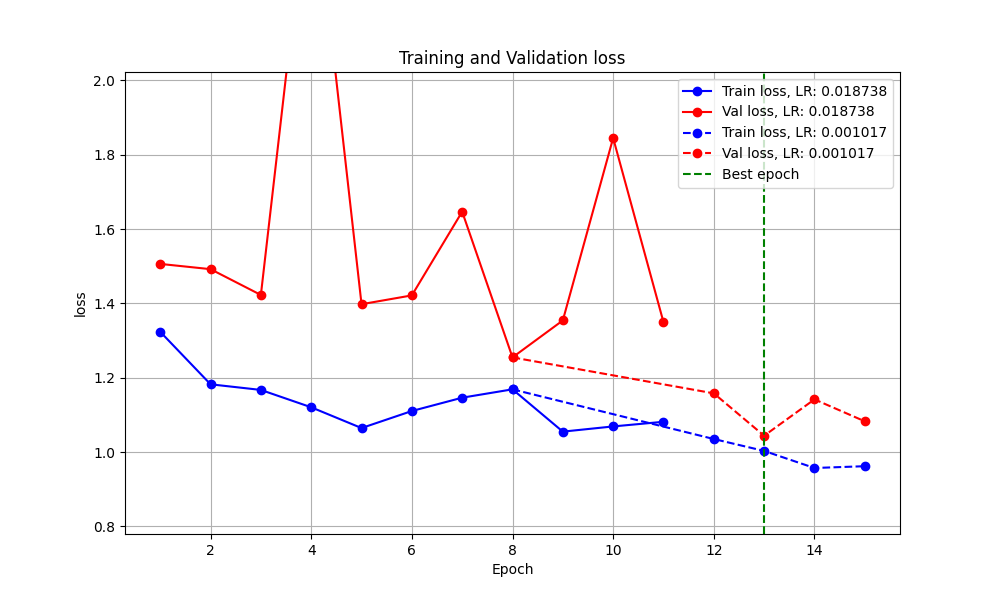 Training and Validation loss
Train loss, LR: 0.018738
Val loss, LR: 0.018738
Train loss, LR: 0.001017
Val loss, LR: 0.001017
Best epoch
loss
2.0
1.8
1.6
1.4
1.2
1.0
0.8
2 4 6 8 10 12 14
Epoch